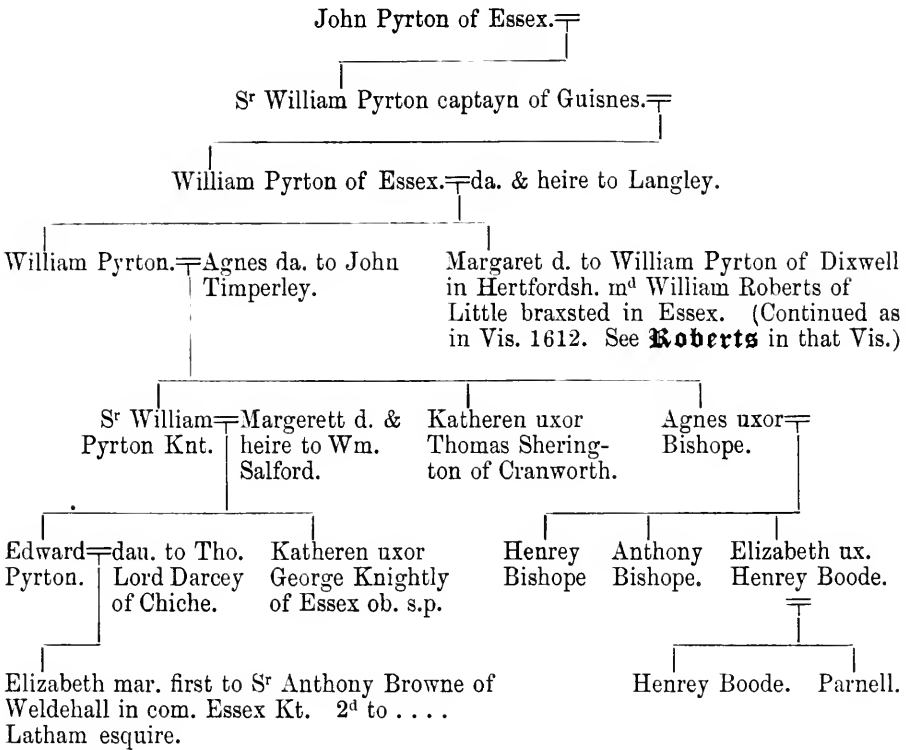 John Pyrton of Essex.
Sr William Pyrton captayn of Guisnes.
William Pyrton of Essex. da. & heire to Langley.
William Pyrton. Agnes da. to John
Timperley.
Margaret d. to William Pyrton of Dixwell
in Hertfordsh. md William Roberts of
Little braxsted in Essex. (Continued as
in Vis. 1612. See Roberts in that Vis.)
Sr William
Pyrton Knt.
Margerett d. &
heire to Wm.
Salford.
Katheren uxor
Thomas Shering-
ton of Cranworth.
Agnes uxor
Bishope.
Edward
Pyrton.
dau. to Tho.
Lord Darcey
of Chiche.
Katheren uxor
George Knightly
of Essex ob. s.p.
Henrey
Bishope
Anthony
Bishope.
Elizabeth ux.
Henrey Boode.
Elizabeth mar. first to Sr Anthony Browne of
Weldehall in com. Essex Kt. 2d to . . . .
Latham esquire.
Henrey Boode. Parnell.